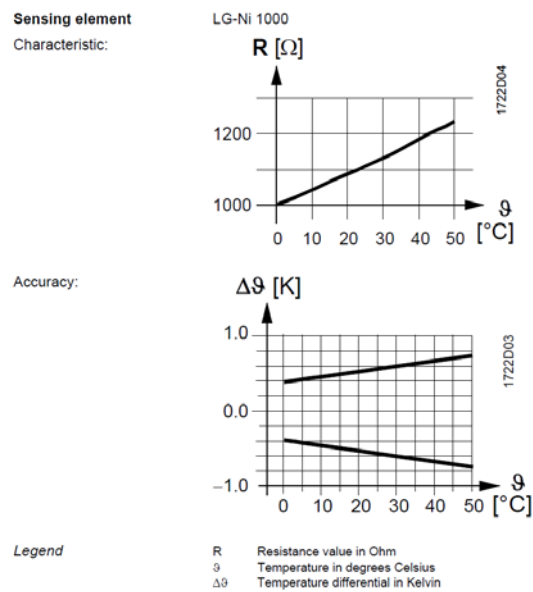 Sensing element LG-Ni 1000
Characteristic:
R [Ω]
1722D04
1200
1000
ϑ
0 10 20 30 40 50 [°C]
Accuracy:
Δϑ [K]
1.0
1722D03
0.0
−1.0
ϑ
0 10 20 30 40 50 [°C]
Legend R Resistance value in Ohm
ϑ Temperature in degrees Celsius
Δϑ Temperature differential in Kelvin